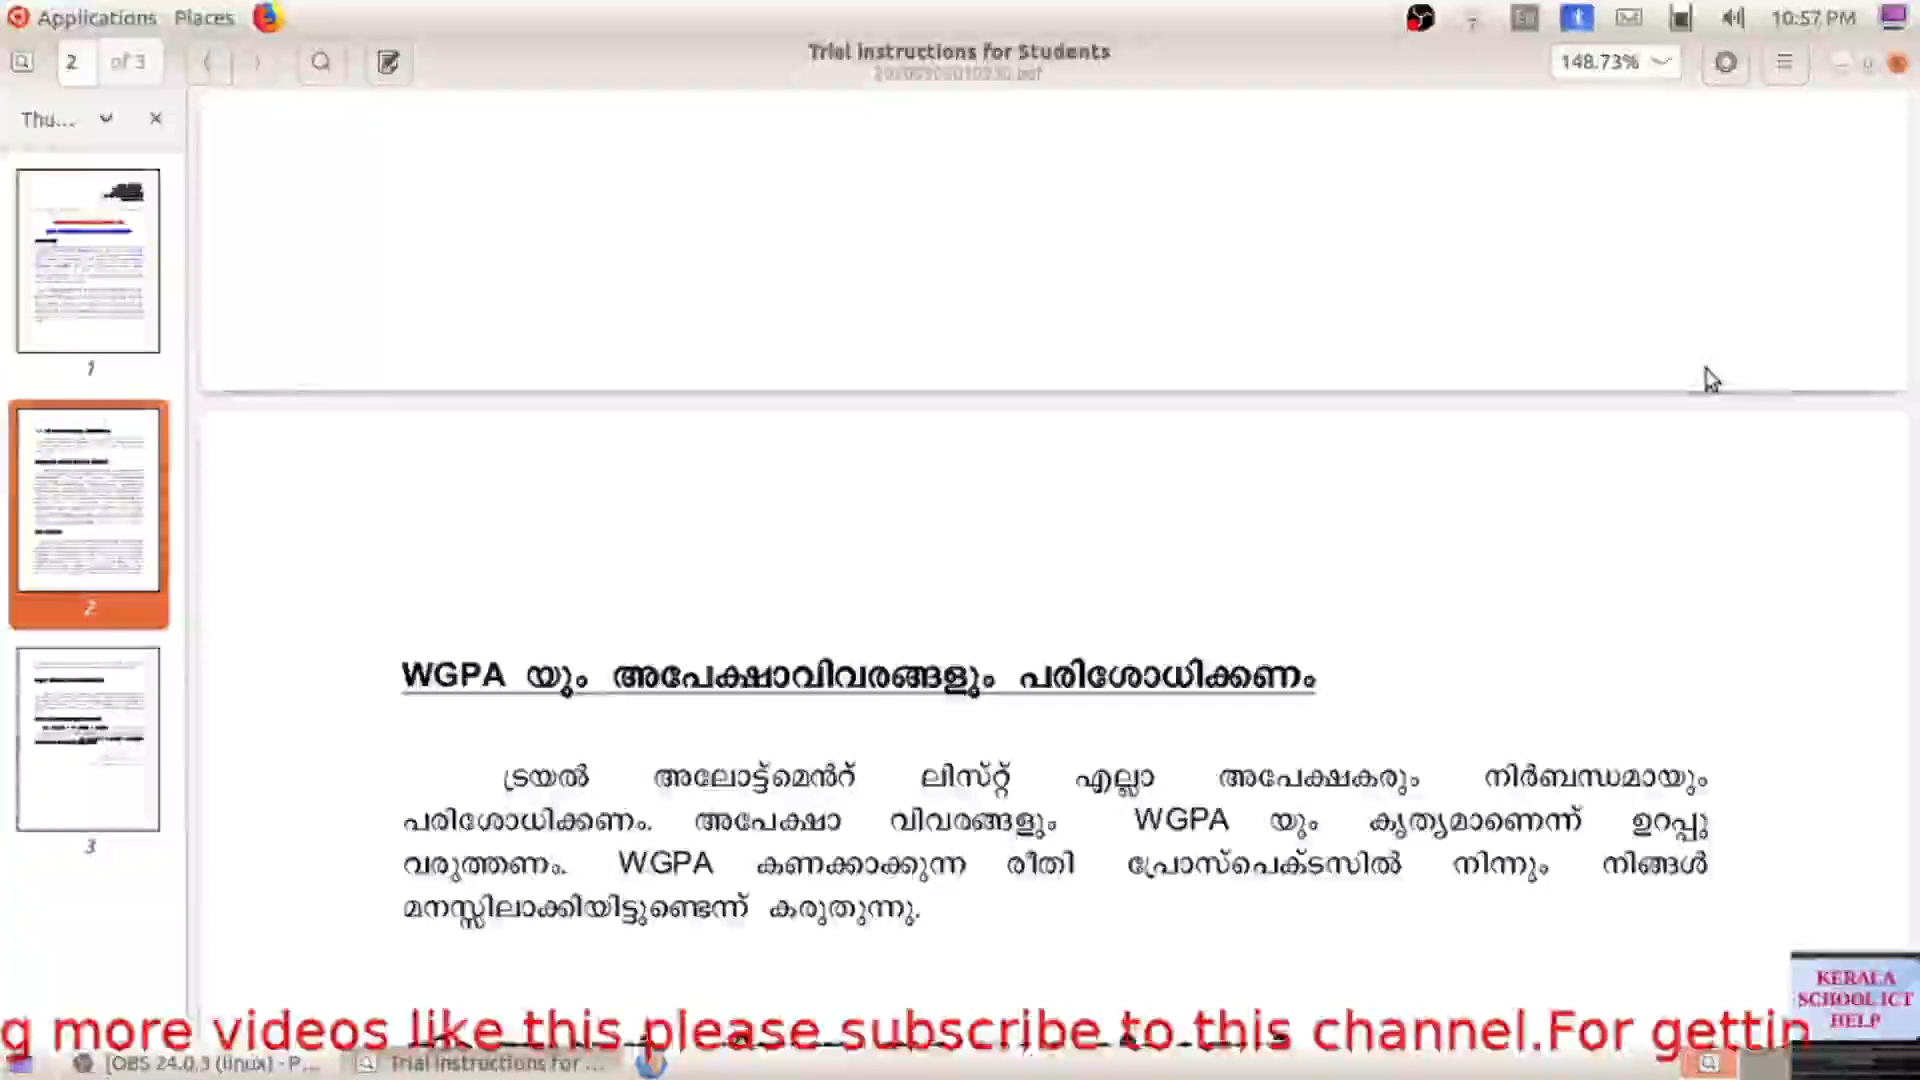 Applications Places
10:57 PM
2 of 3
Trial instructions for Students
148.73%
Thu...
1
2
3
WGPA യും അപേക്ഷാവിവരങ്ങളും പരിശോധിക്കണം
ട്രയൽ അലോട്ട്മെൻറ് ലിസ്റ്റ് എല്ലാ അപേക്ഷകരും നിർബന്ധമായും
പരിശോധിക്കണം. അപേക്ഷാ വിവരങ്ങളും WGPA യും കൃത്യമാണെന്ന് ഉറപ്പു
വരുത്തണം. WGPA കണക്കാക്കുന്ന രീതി പ്രോസ്പെക്ടസിൽ നിന്നും നിങ്ങൾ
മനസ്സിലാക്കിയിട്ടുണ്ടെന്ന് കരുതുന്നു.
KERALA
SCHOOL ICT
HELP
g more videos like this please subscribe to this channel.For gettin
[OBS 24.0.3 (linux) - P... Trial instructions for ...